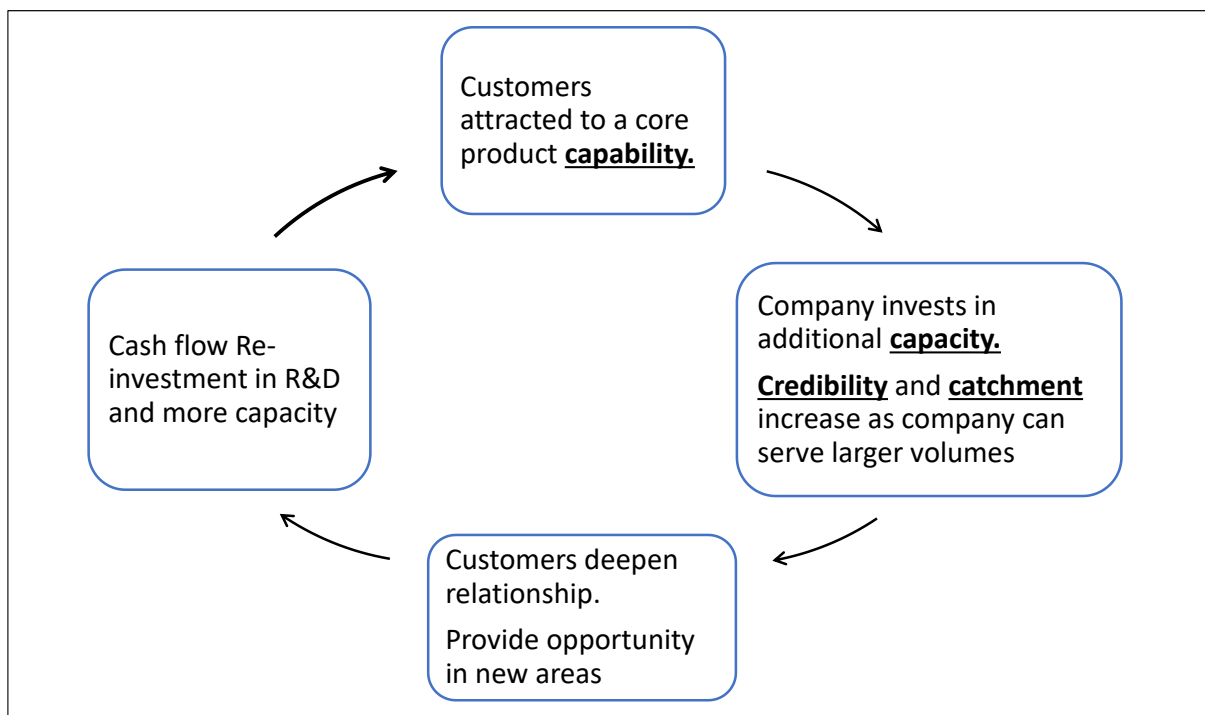 Customers
attracted to a core
product capability.
Company invests in
additional capacity.
Credibility and catchment
increase as company can
serve larger volumes
Customers deepen
relationship.
Provide opportunity
in new areas
Cash flow Re-
investment in R&D
and more capacity